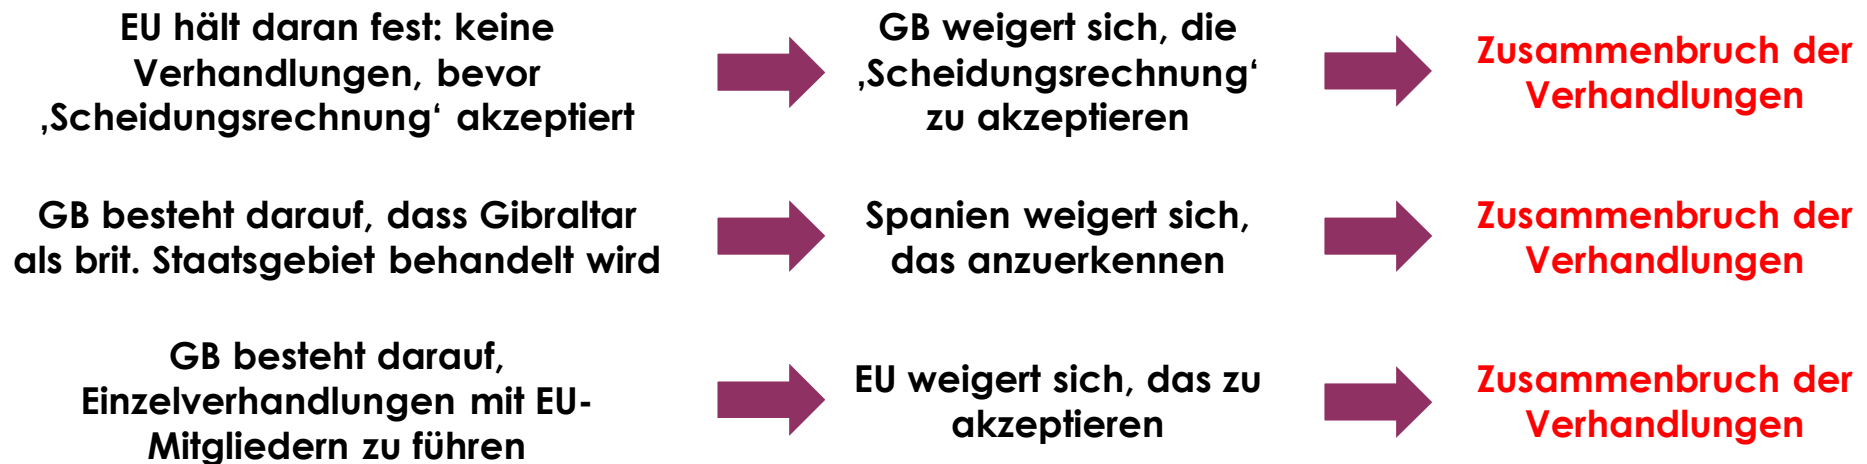 EU hält daran fest: keine
Verhandlungen, bevor
‚Scheidungsrechnung‘ akzeptiert
GB weigert sich, die
‚Scheidungsrechnung‘
zu akzeptieren
Zusammenbruch der
Verhandlungen
GB besteht darauf, dass Gibraltar
als brit. Staatsgebiet behandelt wird
Spanien weigert sich,
das anzuerkennen
Zusammenbruch der
Verhandlungen
GB besteht darauf,
Einzelverhandlungen mit EU-
Mitgliedern zu führen
EU weigert sich, das zu
akzeptieren
Zusammenbruch der
Verhandlungen